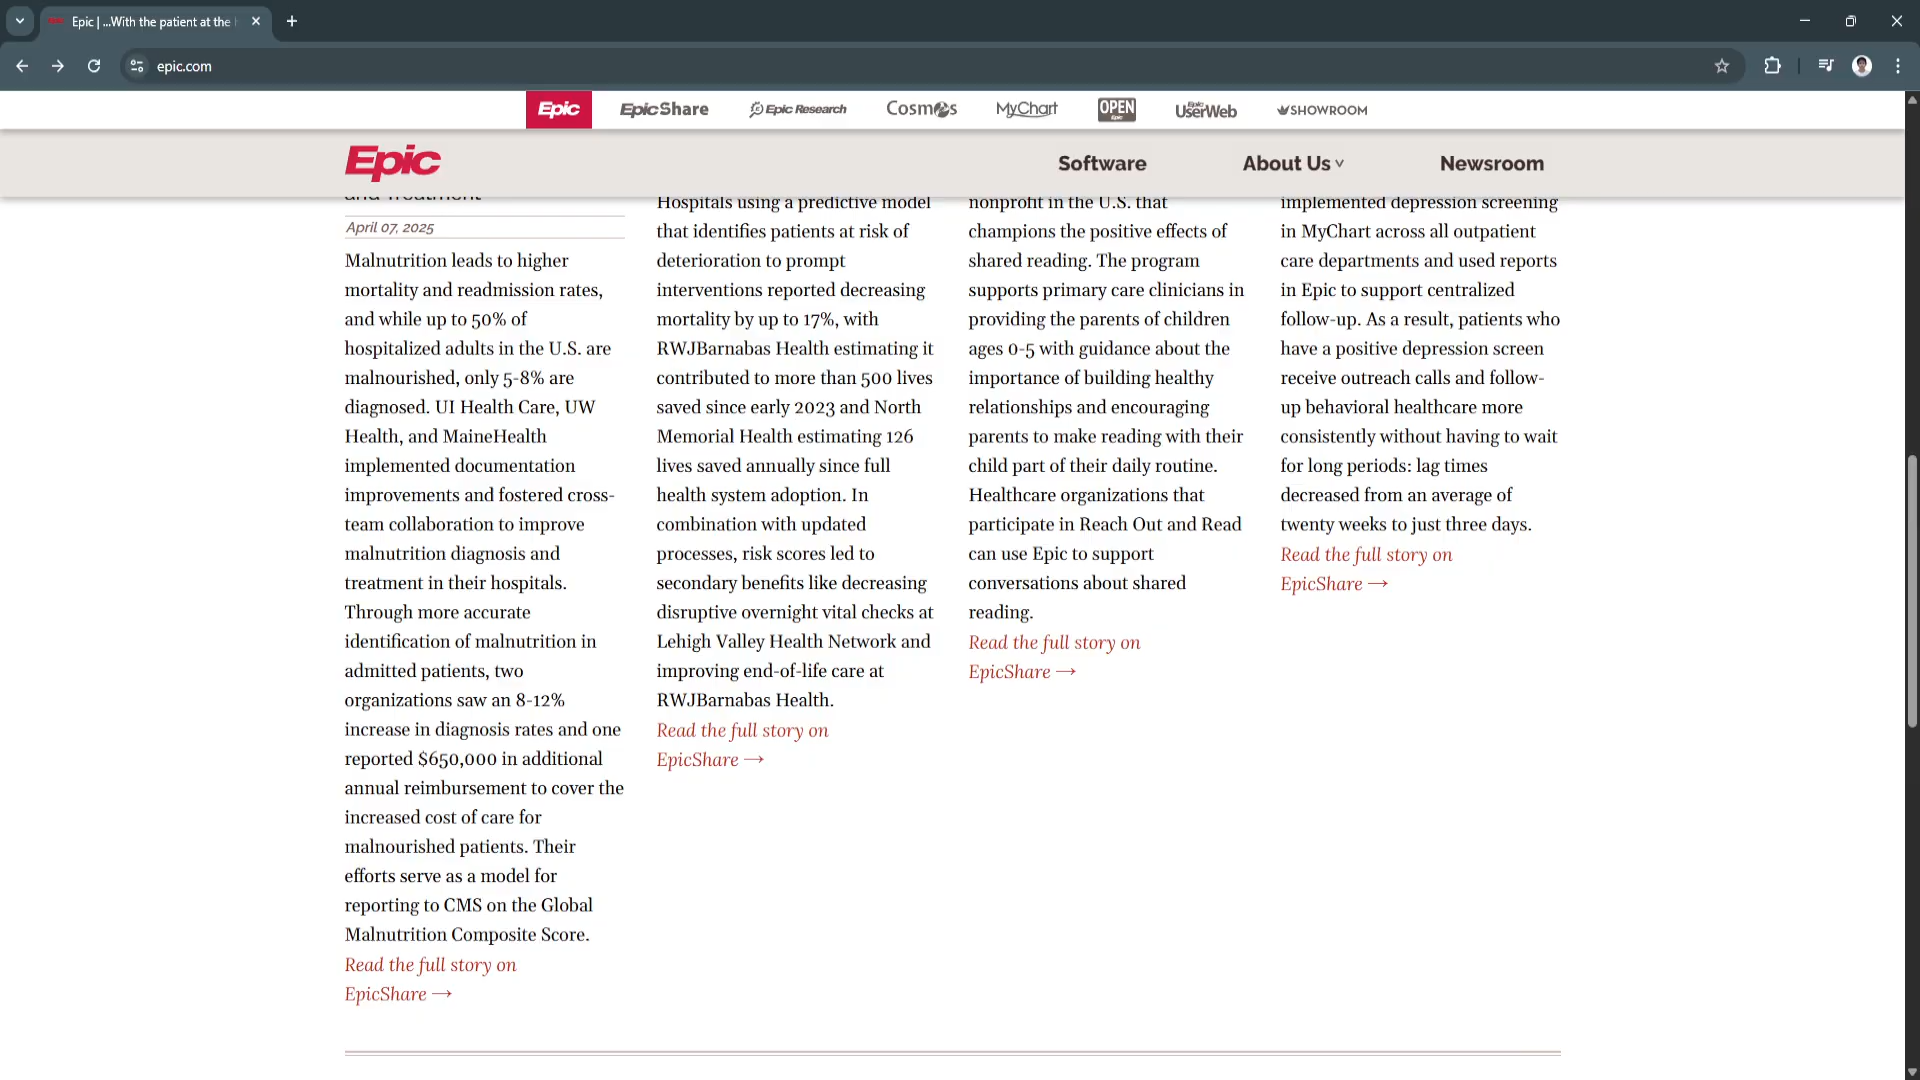 Epic | ...With the patient at the
epic.com
Epic
EpicShare
Epic Research
Cosmos
MyChart
OPEN
Epic
Epic
UserWeb
SHOWROOM
Epic
Software
About Us
Newsroom
and Treatment
April 07, 2025
Malnutrition leads to higher
mortality and readmission rates,
and while up to 50% of
hospitalized adults in the U.S. are
malnourished, only 5-8% are
diagnosed. UI Health Care, UW
Health, and MaineHealth
implemented documentation
improvements and fostered cross-
team collaboration to improve
malnutrition diagnosis and
treatment in their hospitals.
Through more accurate
identification of malnutrition in
admitted patients, two
organizations saw an 8-12%
increase in diagnosis rates and one
reported $650,000 in additional
annual reimbursement to cover the
increased cost of care for
malnourished patients. Their
efforts serve as a model for
reporting to CMS on the Global
Malnutrition Composite Score.
Read the full story on
EpicShare →
Hospitals using a predictive model
that identifies patients at risk of
deterioration to prompt
interventions reported decreasing
mortality by up to 17%, with
RWJBarnabas Health estimating it
contributed to more than 500 lives
saved since early 2023 and North
Memorial Health estimating 126
lives saved annually since full
health system adoption. In
combination with updated
processes, risk scores led to
secondary benefits like decreasing
disruptive overnight vital checks at
Lehigh Valley Health Network and
improving end-of-life care at
RWJBarnabas Health.
Read the full story on
EpicShare →
nonprofit in the U.S. that
champions the positive effects of
shared reading. The program
supports primary care clinicians in
providing the parents of children
ages 0-5 with guidance about the
importance of building healthy
relationships and encouraging
parents to make reading with their
child part of their daily routine.
Healthcare organizations that
participate in Reach Out and Read
can use Epic to support
conversations about shared
reading.
Read the full story on
EpicShare →
implemented depression screening
in MyChart across all outpatient
care departments and used reports
in Epic to support centralized
follow-up. As a result, patients who
have a positive depression screen
receive outreach calls and follow-
up behavioral healthcare more
consistently without having to wait
for long periods: lag times
decreased from an average of
twenty weeks to just three days.
Read the full story on
EpicShare →